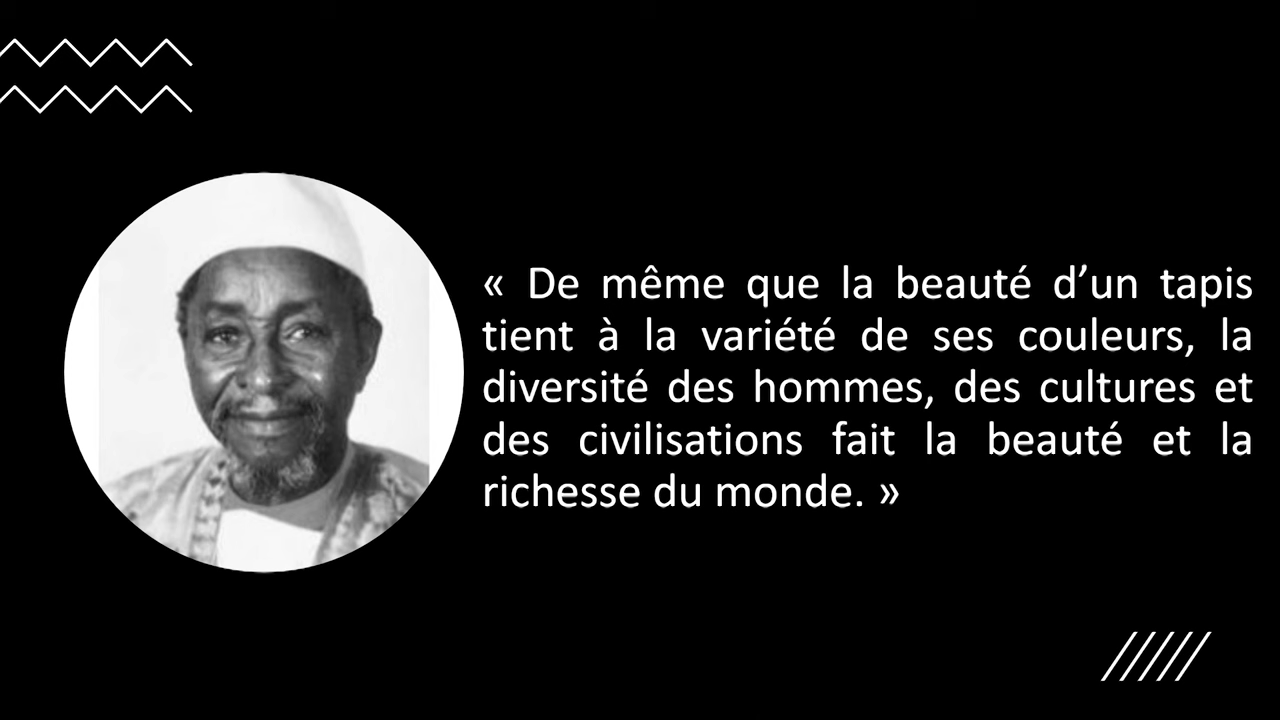 « De même que la beauté d’un tapis
tient à la variété de ses couleurs, la
diversité des hommes, des cultures et
des civilisations fait la beauté et la
richesse du monde. »